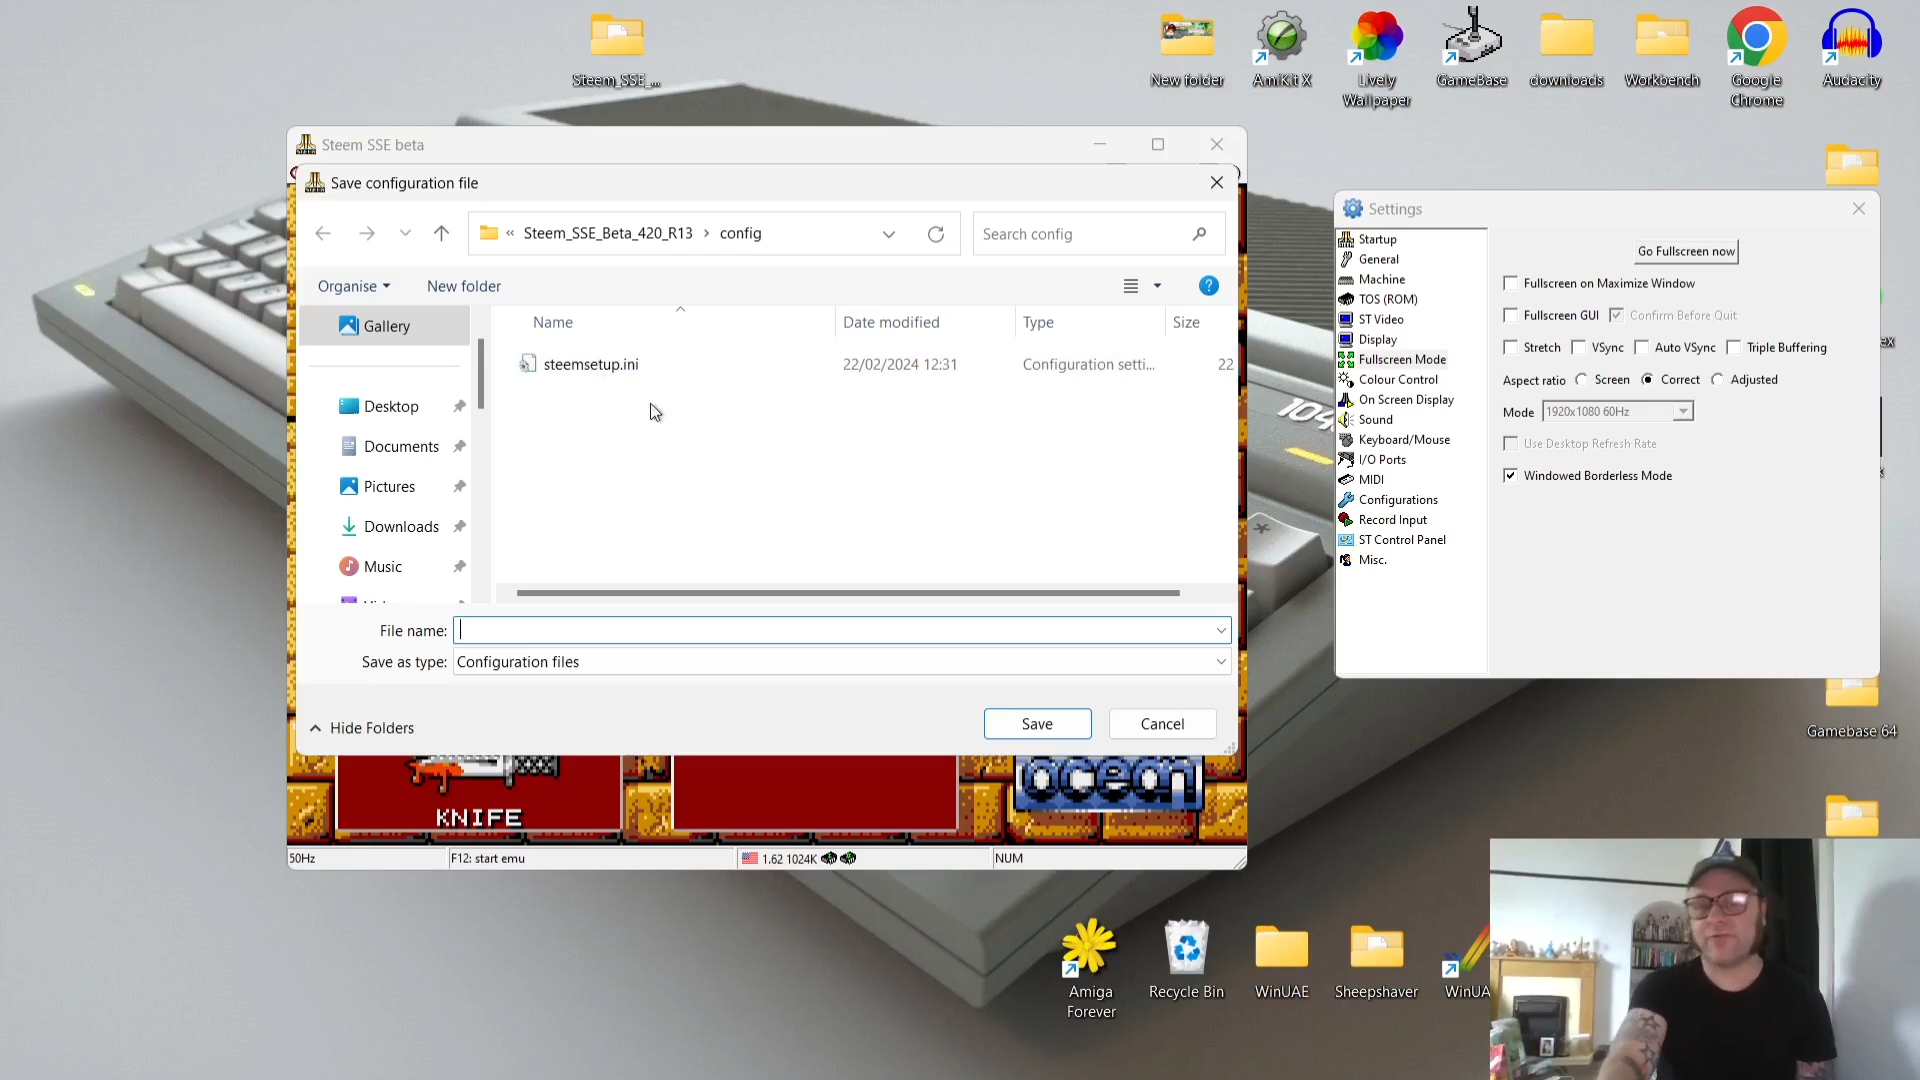 Steem_SSE_...
New folder
AmiKit X
Lively
Wallpaper
GameBase
downloads
Workbench
Google
Chrome
Audacity
Steem SSE beta
Save configuration file
« Steem_SSE_Beta_420_R13 › config
Search config
Organise
New folder
Gallery
Desktop
Documents
Pictures
Downloads
Music
Name
Date modified
Type
Size
steemsetup.ini
22/02/2024 12:31
Configuration setti...
22
File name:
Save as type:
Configuration files
Hide Folders
Save
Cancel
KNIFE
ocean
50Hz
F12: start emu
1.62 1024K
NUM
Settings
Startup
General
Machine
TOS (ROM)
ST Video
Display
Fullscreen Mode
Colour Control
On Screen Display
Sound
Keyboard/Mouse
I/O Ports
MIDI
Configurations
Record Input
ST Control Panel
Misc.
Go Fullscreen now
Fullscreen on Maximize Window
Fullscreen GUI
Confirm Before Quit
Stretch
VSync
Auto VSync
Triple Buffering
Aspect ratio
Screen
Correct
Adjusted
Mode
1920x1080 60Hz
Use Desktop Refresh Rate
Windowed Borderless Mode
Gamebase 64
Amiga
Forever
Recycle Bin
WinUAE
Sheepshaver
WinUA